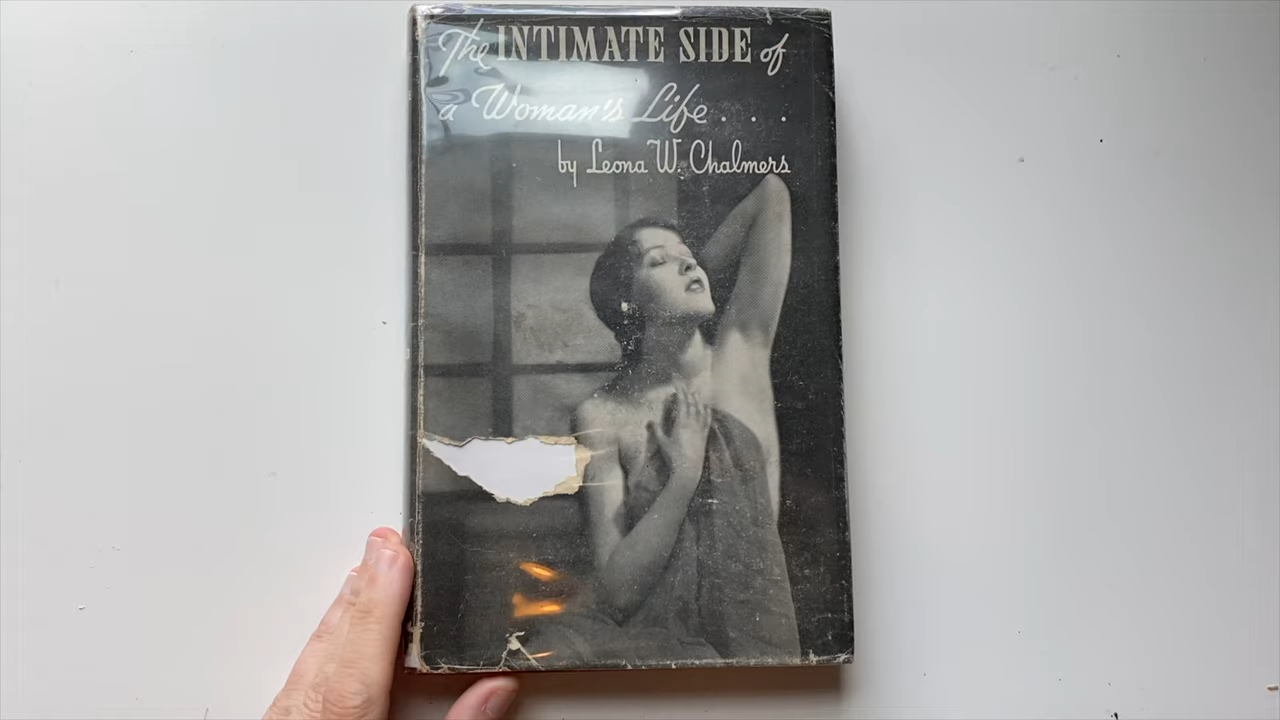 The INTIMATE SIDE of
a Woman's Life . . .
by Leona W. Chalmers